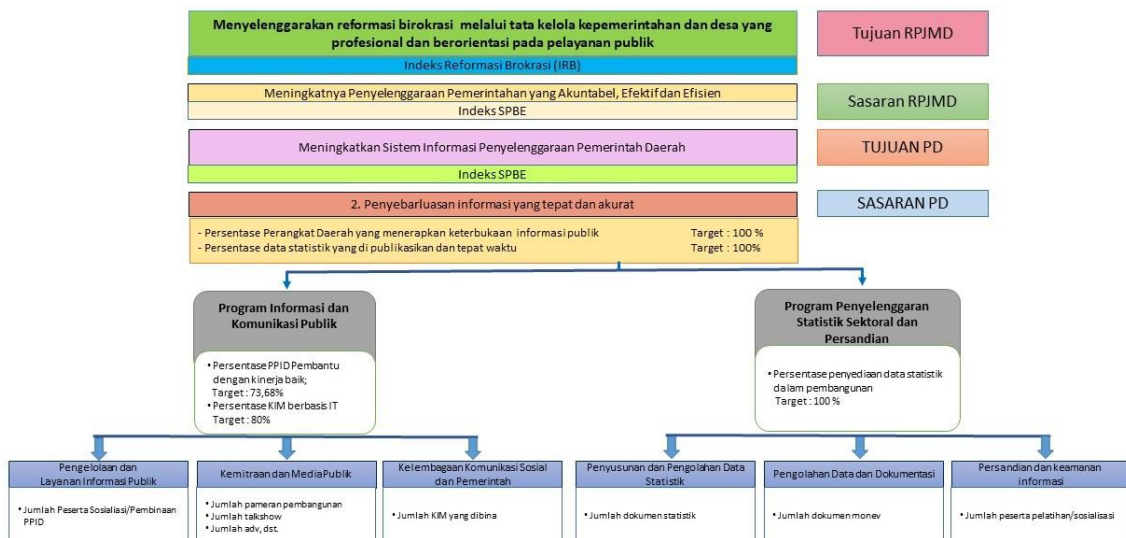 Menyelenggarakan reformasi birokrasi melalui tata kelola kepemerintahan dan desa yang
profesional dan berorientasi pada pelayanan publik
Tujuan RPJMD
Indeks Reformasi Brokrasi (IRB)
Meningkatnya Penyelenggaraan Pemerintahan yang Akuntabel, Efektif dan Efisien
Sasaran RPJMD
Indeks SPBE
Meningkatkan Sistem Informasi Penyelenggaraan Pemerintah Daerah
TUJUAN PD
Indeks SPBE
2. Penyebarluasan informasi yang tepat dan akurat
SASARAN PD
- Persentase Perangkat Daerah yang menerapkan keterbukaan informasi publik Target : 100 %
- Persentase data statistik yang di publikasikan dan tepat waktu Target : 100%
Program Informasi dan
Komunikasi Publik
• Persentase PPID Pembantu
dengan kinerja baik;
Target : 73,68%
• Persentase KIM berbasis IT
Target : 80%
Program Penyelenggaran
Statistik Sektoral dan
Persandian
• Persentase penyediaan data statistik
dalam pembangunan
Target : 100 %
Pengelolaan dan
Layanan Informasi Publik
• Jumlah Peserta Sosialiasi/Pembinaan
PPID
Kemitraan dan Media Publik
• Jumlah pameran pembangunan
• Jumlah talkshow
• Jumlah adv, dst.
Kelembagaan Komunikasi Sosial
dan Pemerintah
• Jumlah KIM yang dibina
Penyusunan dan Pengolahan Data
Statistik
• Jumlah dokumen statistik
Pengolahan Data dan Dokumentasi
• Jumlah dokumen monev
Persandian dan keamanan
informasi
• Jumlah peserta pelatihan/sosialisasi